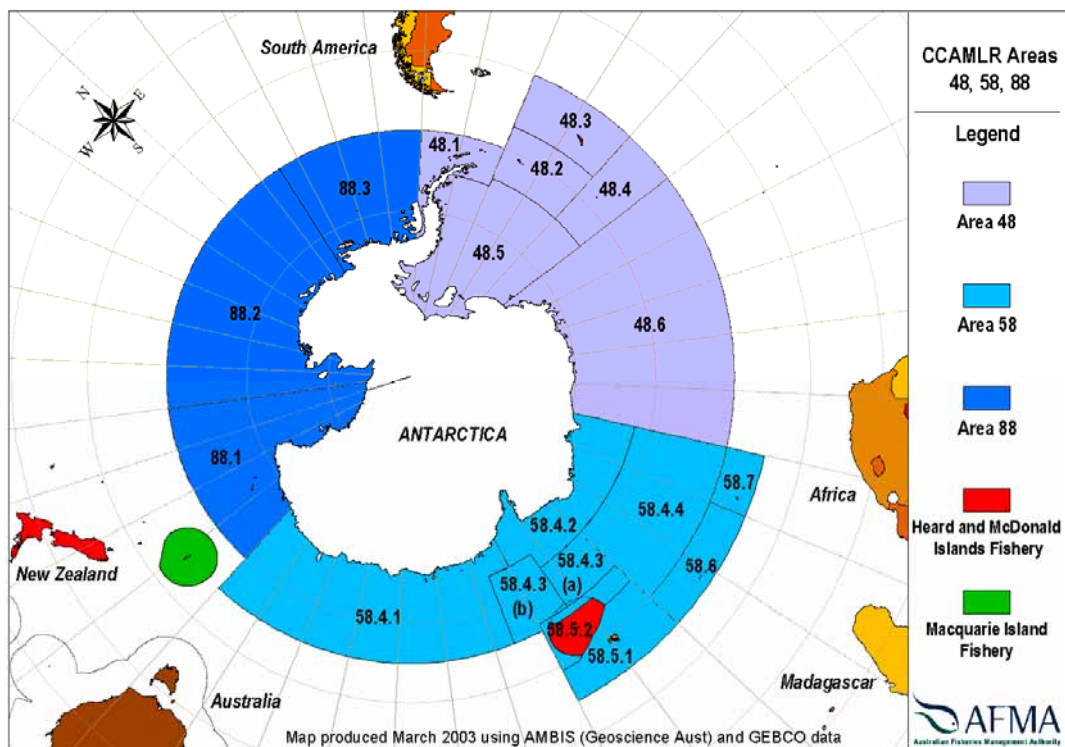 South America
N
E
W
S
48.3
48.1
48.2
88.3
48.4
48.5
88.2
48.6
ANTARCTICA
88.1
58.7
Africa
58.4.4
58.4.2
58.4.3
(a)
58.6
New Zealand
58.4.3
(b)
58.4.1
58.5.2
58.5.1
Madagascar
Australia
Map produced March 2003 using AMBIS (Geoscience Aust) and GEBCO data
CCAMLR Areas
48, 58, 88
Legend
Area 48
Area 58
Area 88
Heard and McDonald
Islands Fishery
Macquarie Island
Fishery
AFMA
Australian Fisheries Management Authority